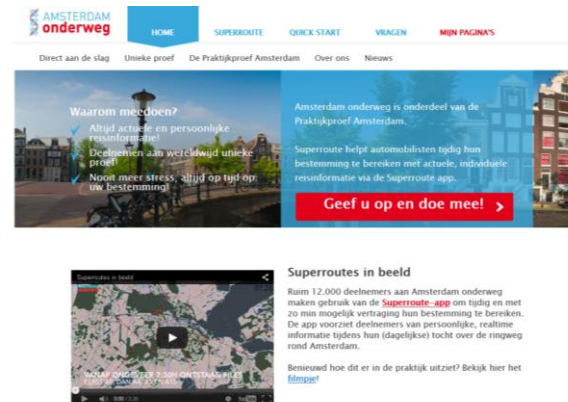 AMSTERDAM
onderweg
HOME
SUPERROUTE
QUICK START
VRAGEN
MIJN PAGINA'S
Direct aan de slag
Unieke proef
De Praktijkproef Amsterdam
Over ons
Nieuws
Waarom meedoen?
Altijd actuele en persoonlijke
reisinformatie!
Deelnemen aan wereldwijd unieke
proef!
Nooit meer stress, altijd op tijd op
uw bestemming!
Amsterdam onderweg is onderdeel van de
Praktijkproef Amsterdam.
Superroute helpt automobilisten tijdig hun
bestemming te bereiken met actuele, individuele
reisinformatie via de Superroute app.
Geef u op en doe mee!
Superroutes in beeld
VANAF ONGEVEER 7:30H ONTSTAAN FILES
Superroutes in beeld
Ruim 12.000 deelnemers aan Amsterdam onderweg
maken gebruik van de Superroute-app om tijdig en met
zo min mogelijk vertraging hun bestemming te bereiken.
De app voorziet deelnemers van persoonlijke, realtime
informatie tijdens hun (dagelijkse) tocht over de ringweg
rond Amsterdam.
Benieuwd hoe dit er in de praktijk uitziet? Bekijk hier het
filmpje!